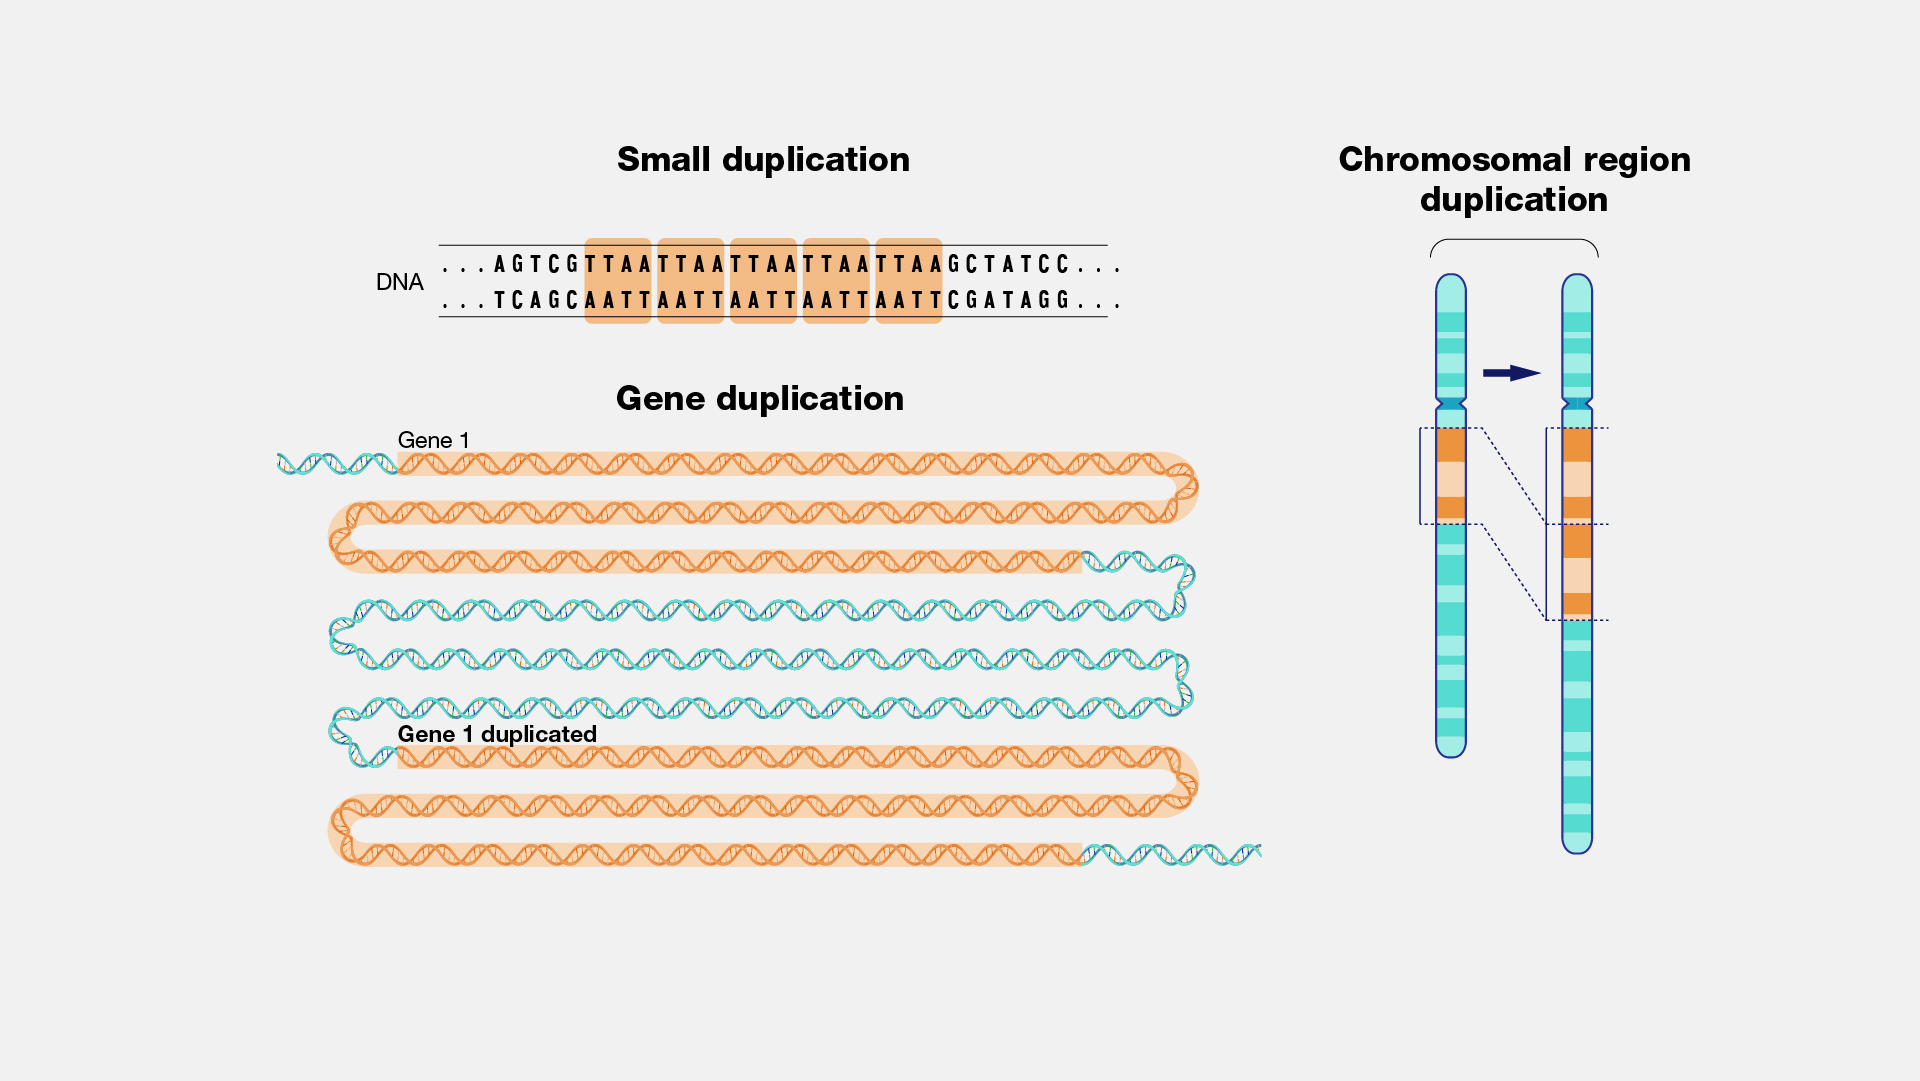 Small duplication
DNA
. . . A G T C G T T A A T T A A T T A A T T A A T T A A G C T A T C C . . .
. . . T C A G C A A T T A A T T A A T T A A T T A A T T C G A T A G G . . .
Gene duplication
Gene 1
Gene 1 duplicated
Chromosomal region
duplication